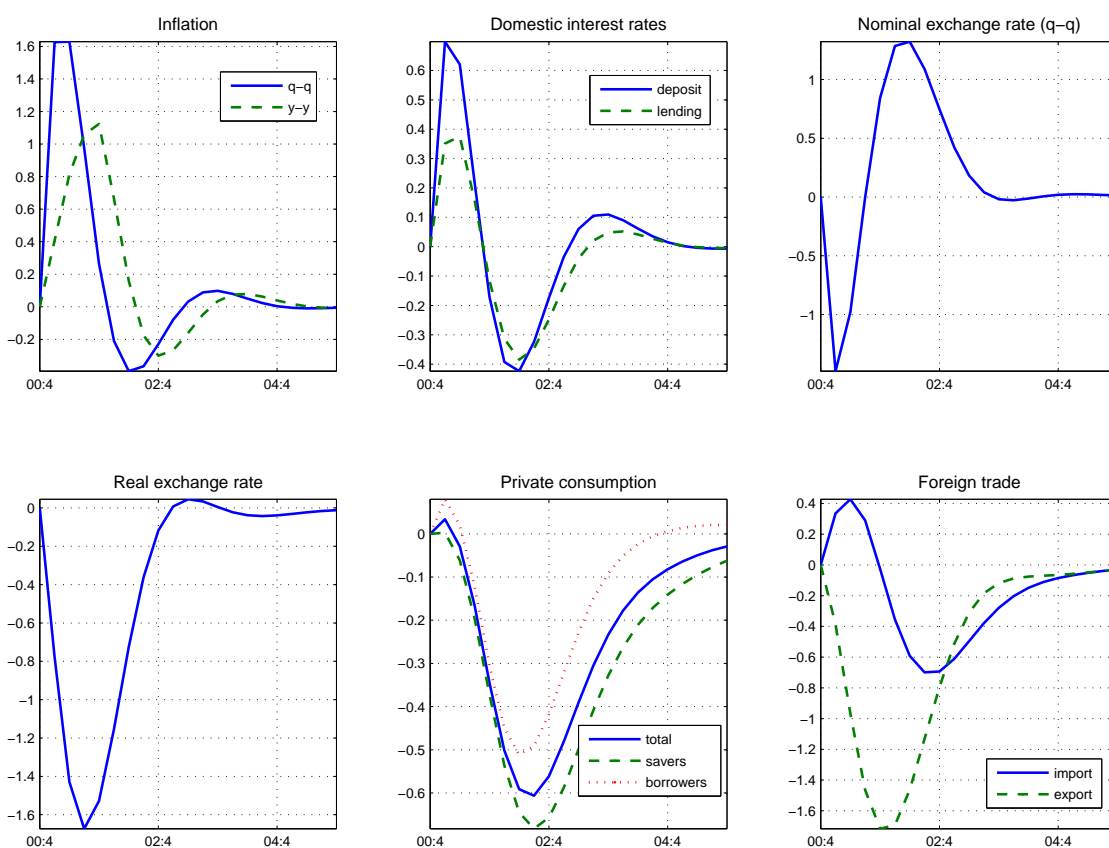 Inflation
1.6
1.4
1.2
1
0.8
0.6
0.4
0.2
0
−0.2
00:4 02:4 04:4
q−q
y−y
Domestic interest rates
0.6
0.5
0.4
0.3
0.2
0.1
0
−0.1
−0.2
−0.3
−0.4
00:4 02:4 04:4
deposit
lending
Nominal exchange rate (q−q)
1
0.5
0
−0.5
−1
00:4 02:4 04:4
Real exchange rate
0
−0.2
−0.4
−0.6
−0.8
−1
−1.2
−1.4
−1.6
00:4 02:4 04:4
Private consumption
0
−0.1
−0.2
−0.3
−0.4
−0.5
−0.6
00:4 02:4 04:4
total
savers
borrowers
Foreign trade
0.4
0.2
0
−0.2
−0.4
−0.6
−0.8
−1
−1.2
−1.4
−1.6
00:4 02:4 04:4
import
export